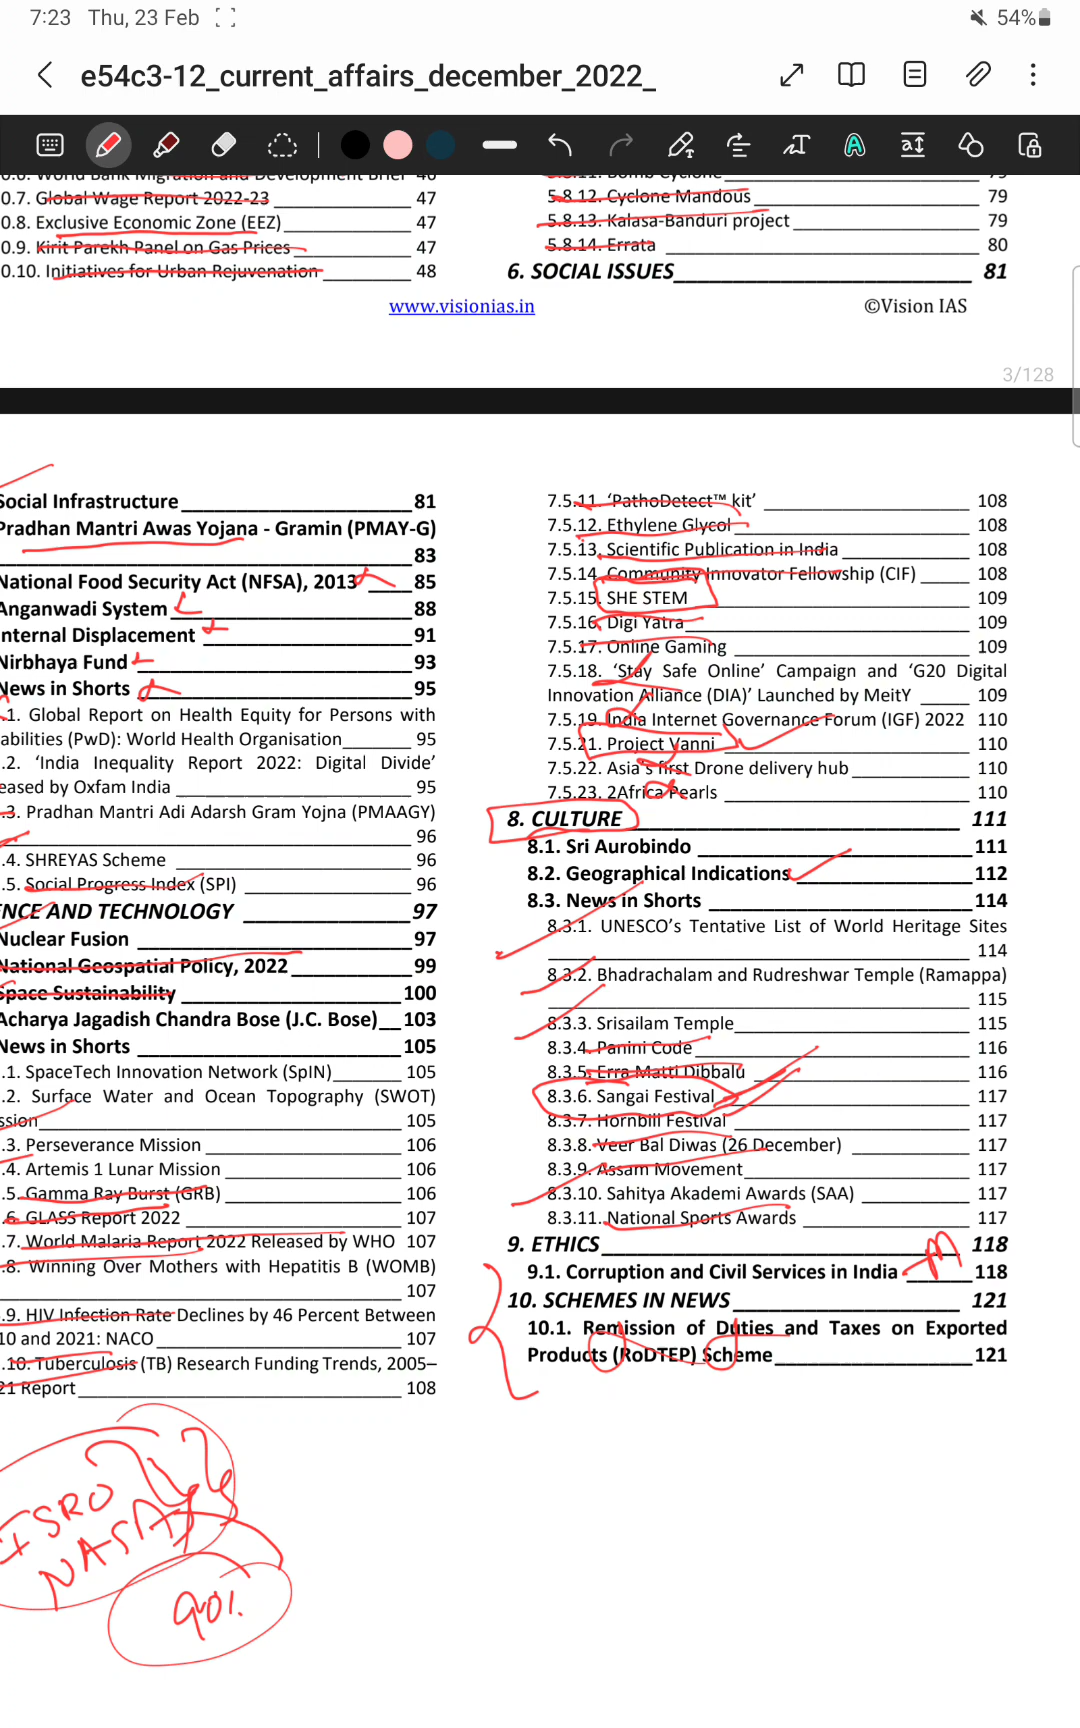 7:23 Thu, 23 Feb
54%
e54c3-12_current_affairs_december_2022_
0.6. World Bank Migration and Development Brief 46
0.7. Global Wage Report 2022-23 47
0.8. Exclusive Economic Zone (EEZ) 47
0.9. Kirit Parekh Panel on Gas Prices 47
0.10. Initiatives for Urban Rejuvenation 48
5.8.11. Bomb Cyclone 79
5.8.12. Cyclone Mandous 79
5.8.13. Kalasa-Banduri project 79
5.8.14. Errata 80
6. SOCIAL ISSUES 81
www.visionias.in
©Vision IAS
3/128
Social Infrastructure 81
Pradhan Mantri Awas Yojana - Gramin (PMAY-G)
83
National Food Security Act (NFSA), 2013 85
Anganwadi System 88
nternal Displacement 91
Nirbhaya Fund 93
News in Shorts 95
.1. Global Report on Health Equity for Persons with
abilities (PwD): World Health Organisation 95
.2. ‘India Inequality Report 2022: Digital Divide’
eased by Oxfam India 95
.3. Pradhan Mantri Adi Adarsh Gram Yojna (PMAAGY)
96
.4. SHREYAS Scheme 96
.5. Social Progress Index (SPI) 96
ENCE AND TECHNOLOGY 97
Nuclear Fusion 97
National Geospatial Policy, 2022 99
Space Sustainability 100
Acharya Jagadish Chandra Bose (J.C. Bose) 103
News in Shorts 105
.1. SpaceTech Innovation Network (SpIN) 105
.2. Surface Water and Ocean Topography (SWOT)
ssion 105
.3. Perseverance Mission 106
.4. Artemis 1 Lunar Mission 106
.5. Gamma Ray Burst (GRB) 106
.6. GLASS Report 2022 107
.7. World Malaria Report 2022 Released by WHO 107
.8. Winning Over Mothers with Hepatitis B (WOMB)
107
.9. HIV Infection Rate Declines by 46 Percent Between
10 and 2021: NACO 107
.10. Tuberculosis (TB) Research Funding Trends, 2005–
21 Report 108
7.5.11. ‘PathoDetect™ kit’ 108
7.5.12. Ethylene Glycol 108
7.5.13. Scientific Publication in India 108
7.5.14. Community Innovator Fellowship (CIF) 108
7.5.15. SHE STEM 109
7.5.16. Digi Yatra 109
7.5.17. Online Gaming 109
7.5.18. ‘Stay Safe Online’ Campaign and ‘G20 Digital
Innovation Alliance (DIA)’ Launched by MeitY 109
7.5.19. India Internet Governance Forum (IGF) 2022 110
7.5.21. Project Vanni 110
7.5.22. Asia’s first Drone delivery hub 110
7.5.23. 2Africa Pearls 110
8. CULTURE 111
8.1. Sri Aurobindo 111
8.2. Geographical Indications 112
8.3. News in Shorts 114
8.3.1. UNESCO’s Tentative List of World Heritage Sites
114
8.3.2. Bhadrachalam and Rudreshwar Temple (Ramappa)
115
8.3.3. Srisailam Temple 115
8.3.4. Panini Code 116
8.3.5. Erra Matti Dibbalu 116
8.3.6. Sangai Festival 117
8.3.7. Hornbill Festival 117
8.3.8. Veer Bal Diwas (26 December) 117
8.3.9. Assam Movement 117
8.3.10. Sahitya Akademi Awards (SAA) 117
8.3.11. National Sports Awards 117
9. ETHICS 118
9.1. Corruption and Civil Services in India 118
10. SCHEMES IN NEWS 121
10.1. Remission of Duties and Taxes on Exported
Products (RoDTEP) Scheme 121
ISRO
NASA
90%